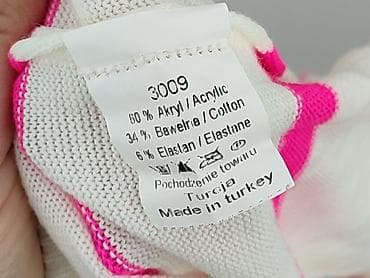 3009
60 % Akryl / Acrylic
34 % Bawełna / Cotton
6 % Elastan / Elastane
Pochodzenie towaru
Turcja
Made in turkey